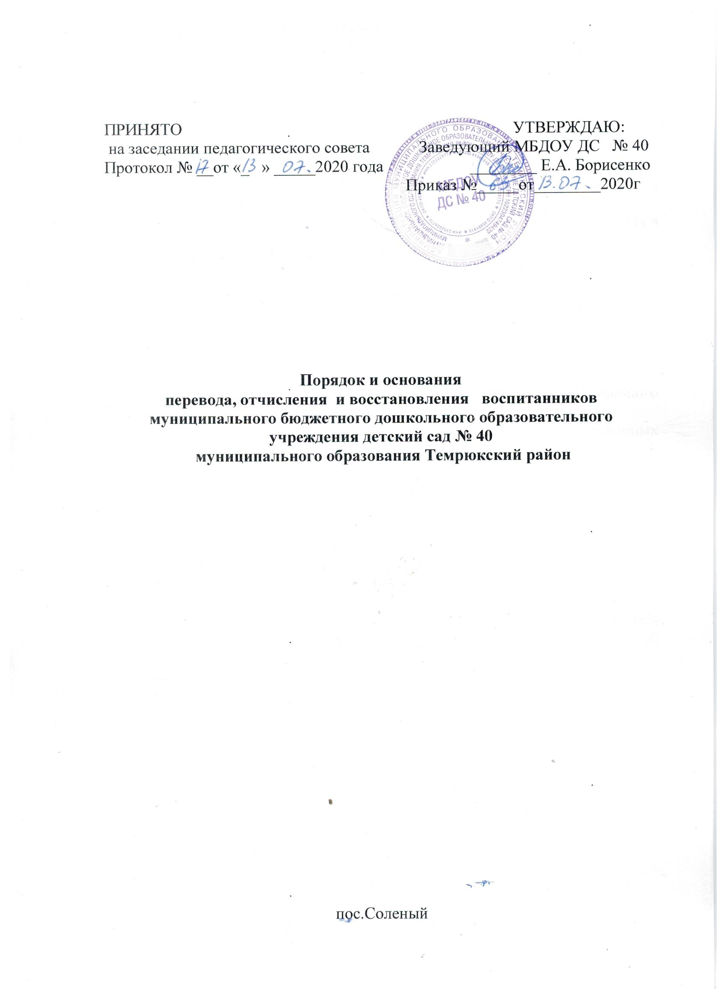 ПРИНЯТО
на заседании педагогического совета
Протокол № 17 от «13» 07. 2020 года
УТВЕРЖДАЮ:
Заведующий МБДОУ ДС № 40
Е.А. Борисенко
Приказ № 63 от 13.07. 2020г
МБДОУ
ДС № 40
Порядок и основания
перевода, отчисления и восстановления воспитанников
муниципального бюджетного дошкольного образовательного
учреждения детский сад № 40
муниципального образования Темрюкский район
пос.Соленый